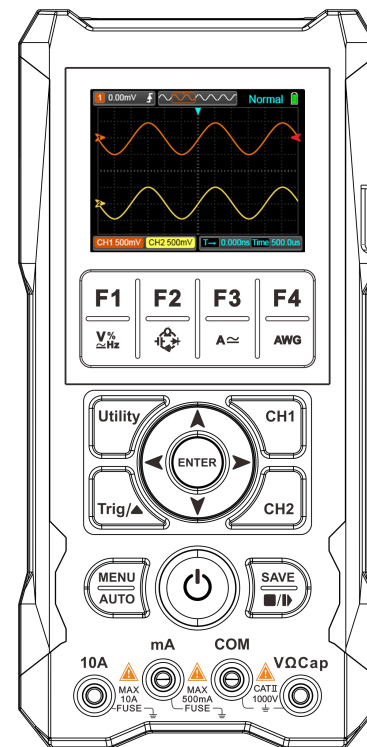 1 0.00mV Normal
1
2
CH1 500mV CH2 500mV T→ 0.000ns Time 500.0us
F1 F2 F3 F4
V% ≃Hz A≃ AWG
Utility CH1
ENTER
Trig/▲ CH2
MENU SAVE
AUTO ■/I▷
mA COM
10A VΩCap
MAX MAX CATII
10A 500mA 1000V
FUSE FUSE